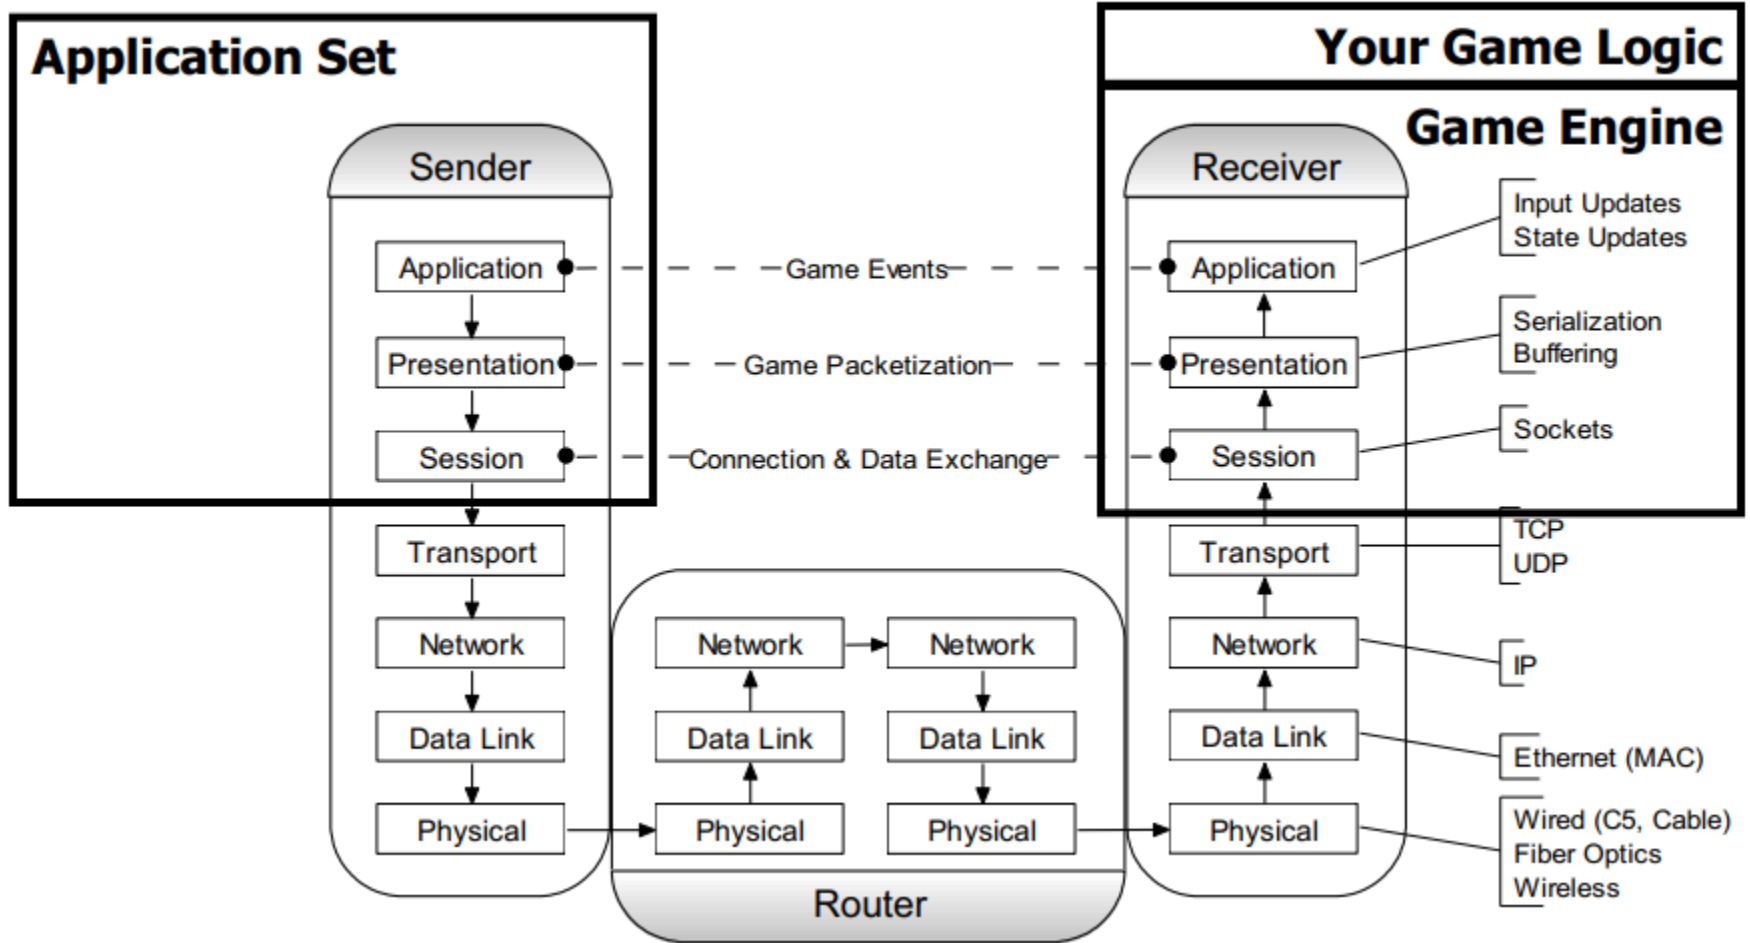 Application Set
Your Game Logic
Game Engine
Sender
Receiver
Application
Game Events
Application
Input Updates
State Updates
Presentation
Game Packetization
Presentation
Serialization
Buffering
Session
Connection & Data Exchange
Session
Sockets
Transport
Transport
TCP
UDP
Network
Network
Network
Network
IP
Data Link
Data Link
Data Link
Data Link
Ethernet (MAC)
Physical
Physical
Physical
Physical
Wired (C5, Cable)
Fiber Optics
Wireless
Router